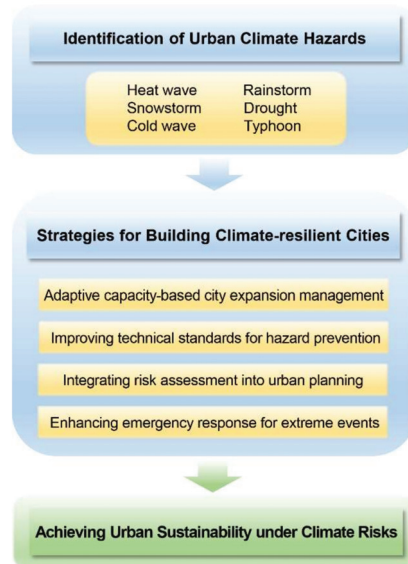 Identification of Urban Climate Hazards
Heat wave Rainstorm
Snowstorm Drought
Cold wave Typhoon
Strategies for Building Climate-resilient Cities
Adaptive capacity-based city expansion management
Improving technical standards for hazard prevention
Integrating risk assessment into urban planning
Enhancing emergency response for extreme events
Achieving Urban Sustainability under Climate Risks